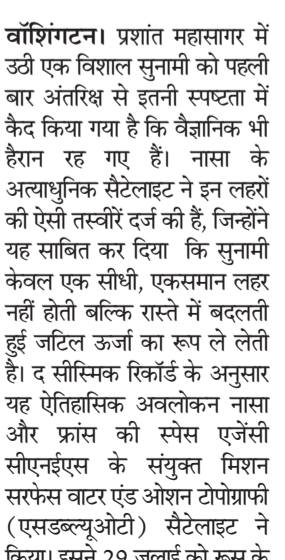 वॉशिंगटन। प्रशांत महासागर में
उठी एक विशाल सुनामी को पहली
बार अंतरिक्ष से इतनी स्पष्टता में
कैद किया गया है कि वैज्ञानिक भी
हैरान रह गए हैं। नासा के
अत्याधुनिक सैटेलाइट ने इन लहरों
की ऐसी तस्वीरें दर्ज की हैं, जिन्होंने
यह साबित कर दिया कि सुनामी
केवल एक सीधी, एकसमान लहर
नहीं होती बल्कि रास्ते में बदलती
हुई जटिल ऊर्जा का रूप ले लेती
है। द सीस्मिक रिकॉर्ड के अनुसार
यह ऐतिहासिक अवलोकन नासा
और फ्रांस की स्पेस एजेंसी
सीएनईएस के संयुक्त मिशन
सरफेस वाटर एंड ओशन टोपोग्राफी
(एसडब्ल्यूओटी) सैटेलाइट ने
किया। इसने 29 जुलाई को रूस के